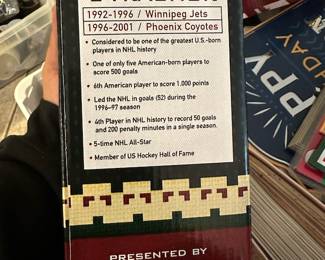 1992-1996 / Winnipeg Jets
1996-2001 / Phoenix Coyotes
• Considered to be one of the greatest U.S.-born
players in NHL history
• One of only five American-born players to
score 500 goals
• 6th American player to score 1,000 points
• Led the NHL in goals (52) during the
1996-97 season
• 4th Player in NHL history to record 50 goals
and 200 penalty minutes in a single season.
• 5-time NHL All-Star
• Member of US Hockey Hall of Fame
PRESENTED BY